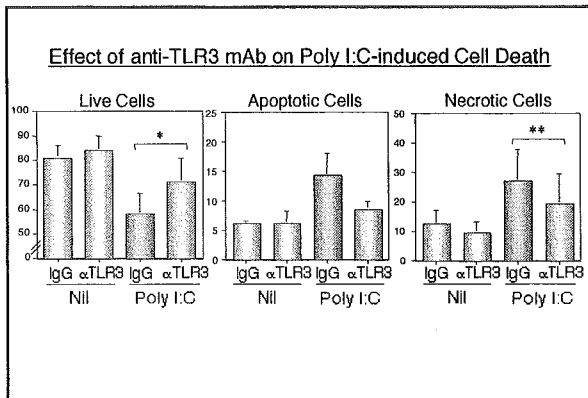 Effect of anti-TLR3 mAb on Poly I:C-induced Cell Death
Live Cells
100
90
80
70
60
50
0
*
IgG αTLR3 IgG αTLR3
Nil Poly I:C
Apoptotic Cells
25
20
15
10
5
0
IgG αTLR3 IgG αTLR3
Nil Poly I:C
Necrotic Cells
50
40
30
20
10
0
**
IgG αTLR3 IgG αTLR3
Nil Poly I:C